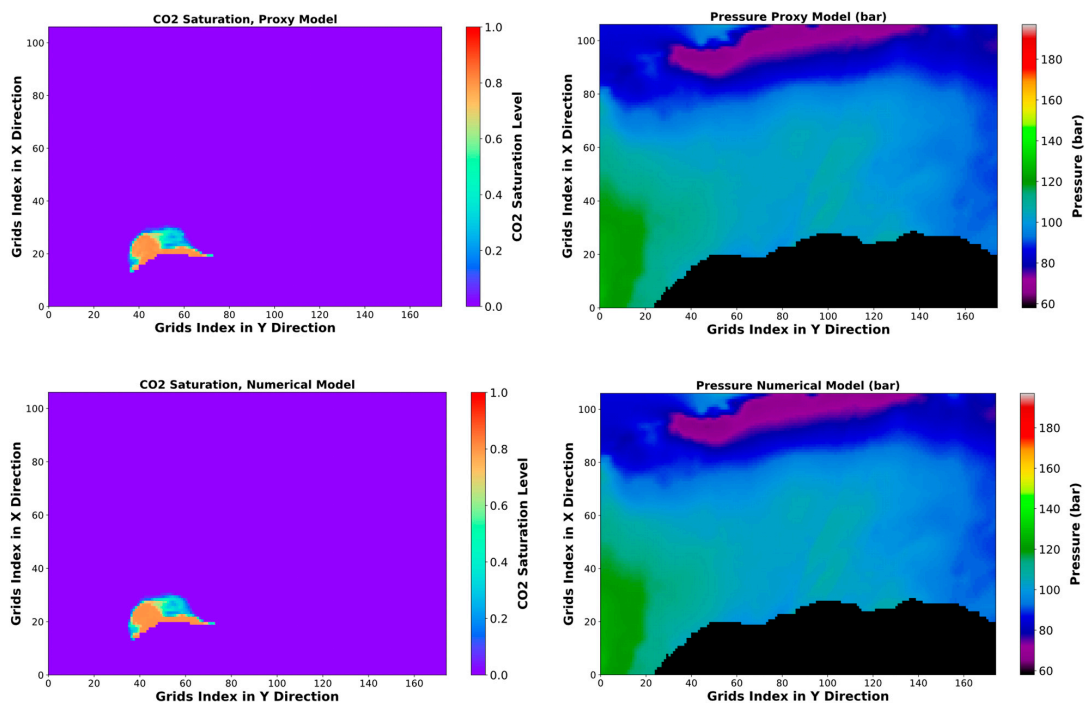 CO2 Saturation, Proxy Model
100
80
60
40
20
0
0 20 40 60 80 100 120 140 160
Grids Index in X Direction
Grids Index in Y Direction
1.0
0.8
0.6
0.4
0.2
0.0
CO2 Saturation Level
Pressure Proxy Model (bar)
100
80
60
40
20
0
0 20 40 60 80 100 120 140 160
Grids Index in X Direction
Grids Index in Y Direction
180
160
140
120
100
80
60
Pressure (bar)
CO2 Saturation, Numerical Model
100
80
60
40
20
0
0 20 40 60 80 100 120 140 160
Grids Index in X Direction
Grids Index in Y Direction
1.0
0.8
0.6
0.4
0.2
0.0
CO2 Saturation Level
Pressure Numerical Model (bar)
100
80
60
40
20
0
0 20 40 60 80 100 120 140 160
Grids Index in X Direction
Grids Index in Y Direction
180
160
140
120
100
80
60
Pressure (bar)